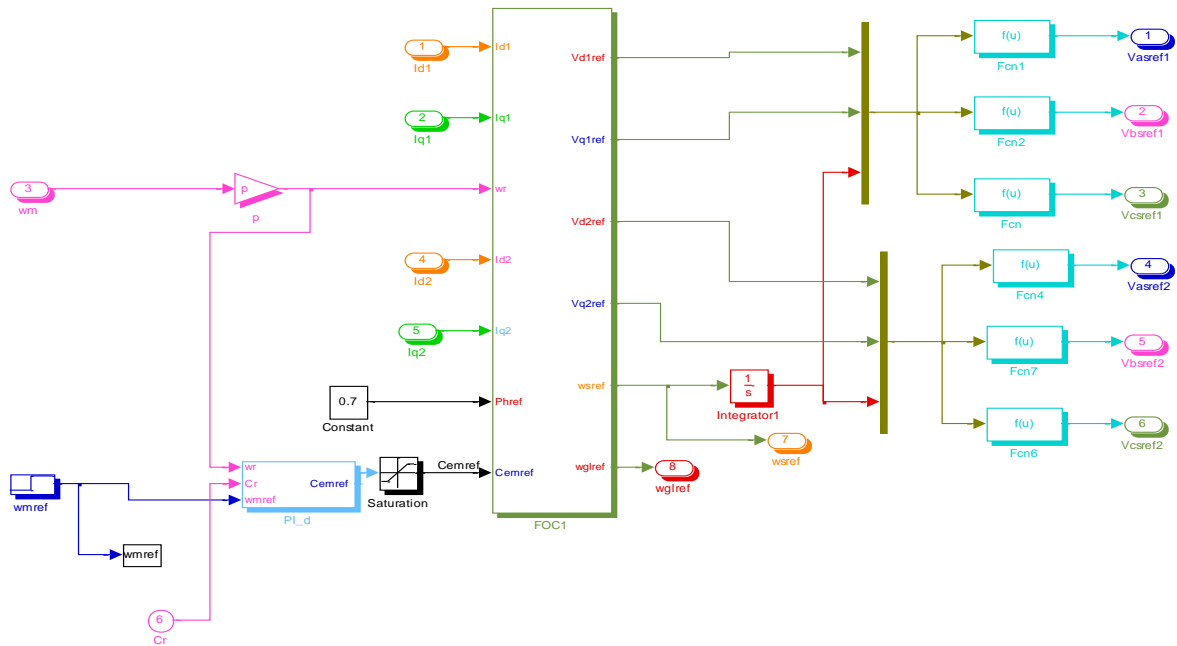 1
Id1
2
Iq1
3
wm
p
p
4
Id2
5
Iq2
0.7
Constant
wmref
wmref
6
Cr
wr
Cr
wmref
Cemref
PI_d
Saturation
Cemref
Id1
Iq1
wr
Id2
Iq2
Phref
Cemref
Vd1ref
Vq1ref
Vd2ref
Vq2ref
wsref
wglref
FOC1
1
s
Integrator1
7
wsref
8
wglref
f(u)
Fcn1
f(u)
Fcn2
f(u)
Fcn
f(u)
Fcn4
f(u)
Fcn7
f(u)
Fcn6
1
Vasref1
2
Vbsref1
3
Vcsref1
4
Vasref2
5
Vbsref2
6
Vcsref2